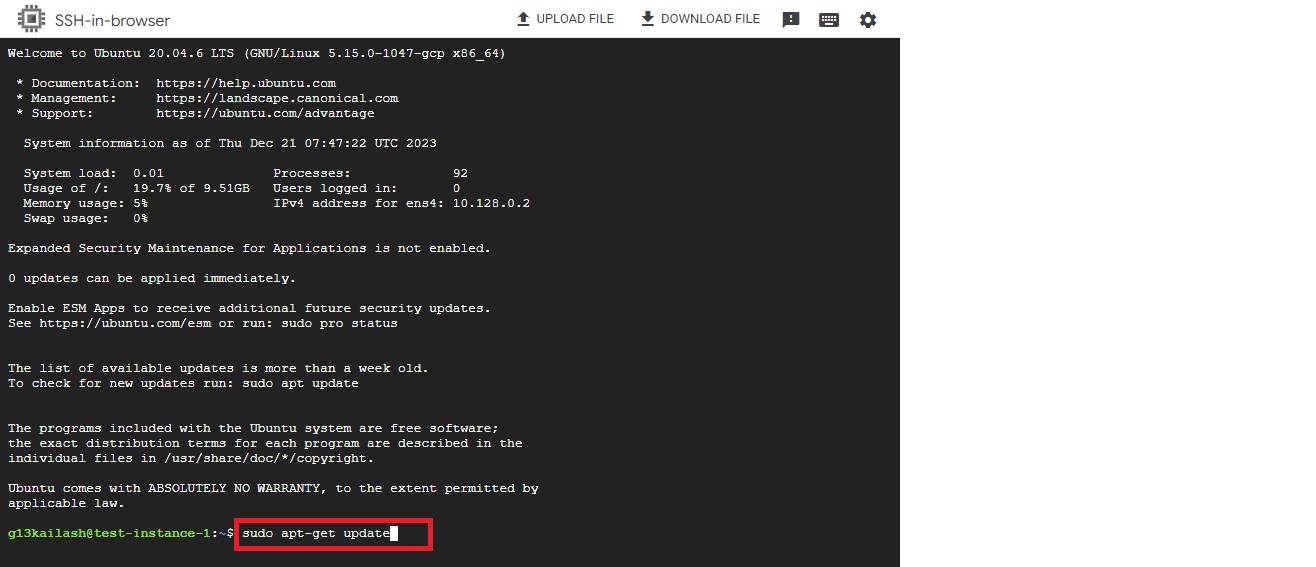 SSH-in-browser UPLOAD FILE DOWNLOAD FILE
Welcome to Ubuntu 20.04.6 LTS (GNU/Linux 5.15.0-1047-gcp x86_64)
* Documentation: https://help.ubuntu.com
* Management: https://landscape.canonical.com
* Support: https://ubuntu.com/advantage
System information as of Thu Dec 21 07:47:22 UTC 2023
System load: 0.01 Processes: 92
Usage of /: 19.7% of 9.51GB Users logged in: 0
Memory usage: 5% IPv4 address for ens4: 10.128.0.2
Swap usage: 0%
Expanded Security Maintenance for Applications is not enabled.
0 updates can be applied immediately.
Enable ESM Apps to receive additional future security updates.
See https://ubuntu.com/esm or run: sudo pro status
The list of available updates is more than a week old.
To check for new updates run: sudo apt update
The programs included with the Ubuntu system are free software;
the exact distribution terms for each program are described in the
individual files in /usr/share/doc/*/copyright.
Ubuntu comes with ABSOLUTELY NO WARRANTY, to the extent permitted by
applicable law.
g13kailash@test-instance-1:~$ sudo apt-get update